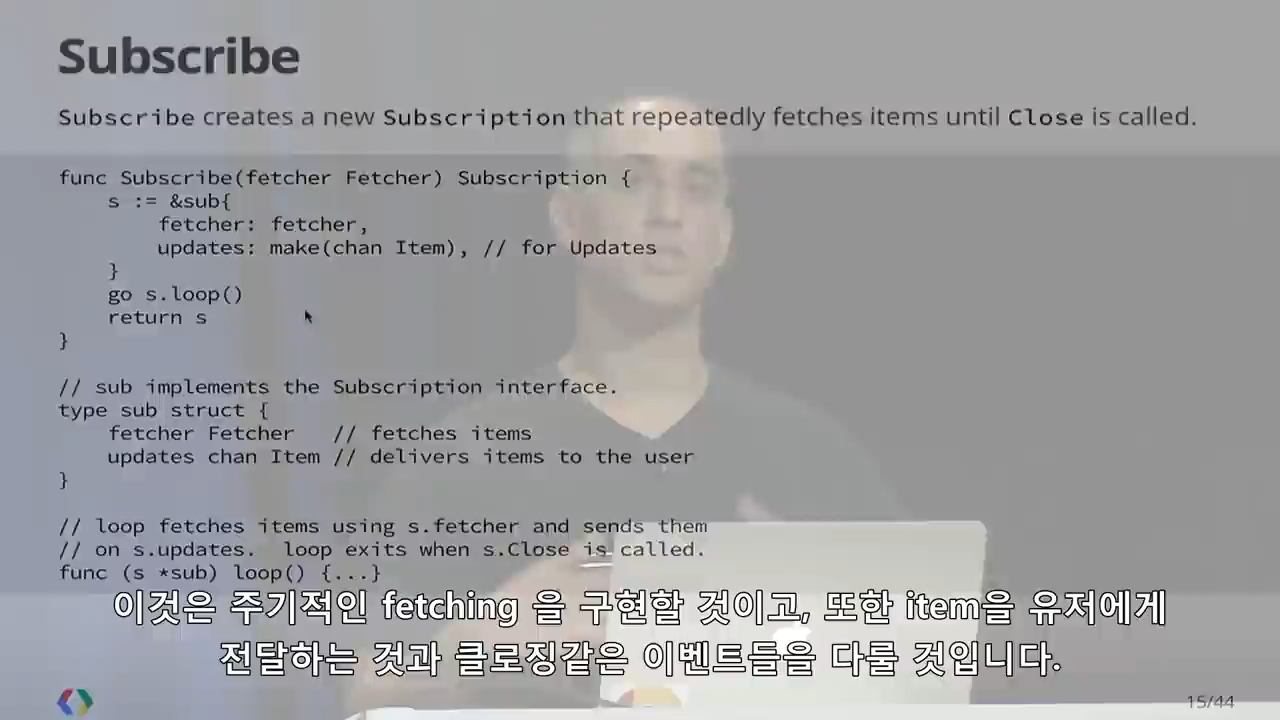 Subscribe
Subscribe creates a new Subscription that repeatedly fetches items until Close is called.
func Subscribe(fetcher Fetcher) Subscription {
    s := &sub{
        fetcher: fetcher,
        updates: make(chan Item), // for Updates
    }
    go s.loop()
    return s
}
// sub implements the Subscription interface.
type sub struct {
    fetcher Fetcher   // fetches items
    updates chan Item // delivers items to the user
}
// loop fetches items using s.fetcher and sends them
// on s.updates.  loop exits when s.Close is called.
func (s *sub) loop() {...}
이것은 주기적인 fetching 을 구현할 것이고, 또한 item을 유저에게
전달하는 것과 클로징같은 이벤트들을 다룰 것입니다.
15/44